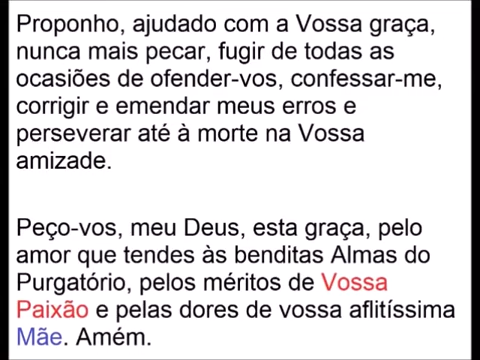 Proponho, ajudado com a Vossa graça,
nunca mais pecar, fugir de todas as
ocasiões de ofender-vos, confessar-me,
corrigir e emendar meus erros e
perseverar até à morte na Vossa
amizade.
Peço-vos, meu Deus, esta graça, pelo
amor que tendes às benditas Almas do
Purgatório, pelos méritos de Vossa
Paixão e pelas dores de vossa aflitíssima
Mãe. Amém.